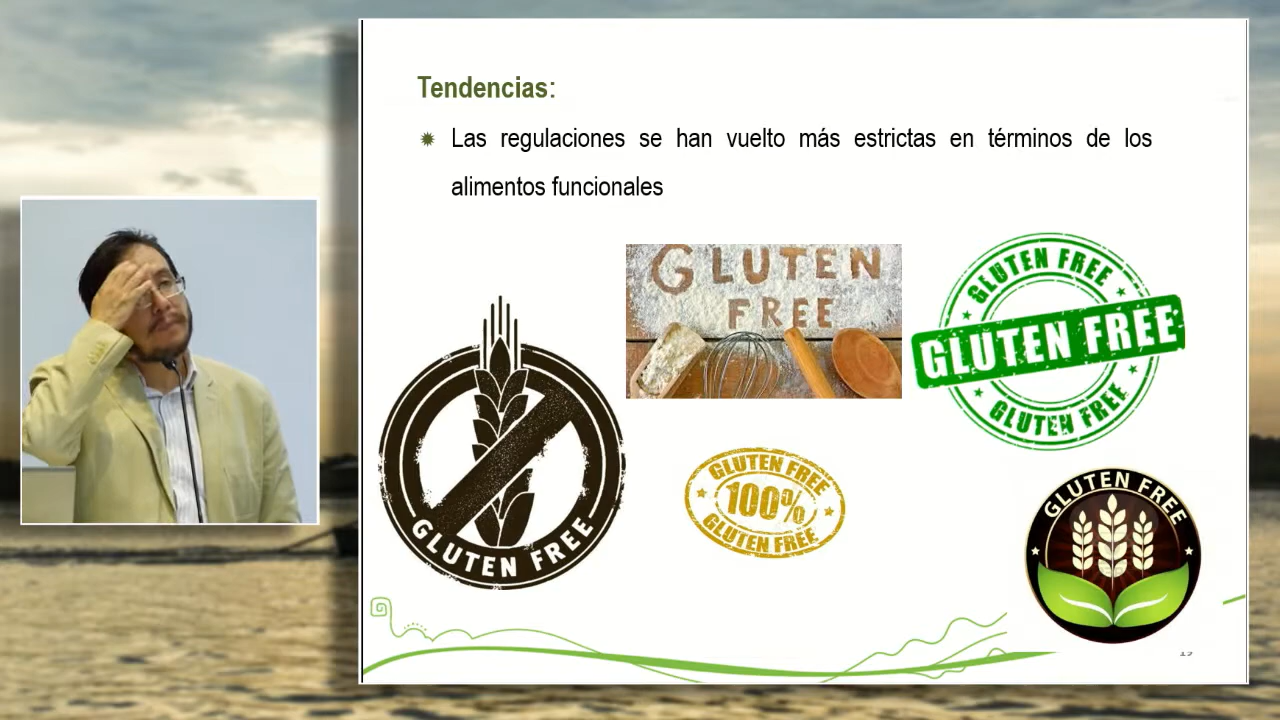 Tendencias:
Las regulaciones se han vuelto más estrictas en términos de los
alimentos funcionales
GLUTEN
FREE
GLUTEN FREE
GLUTEN FREE
GLUTEN FREE
GLUTEN FREE
GLUTEN FREE
100%
GLUTEN FREE
GLUTEN FREE